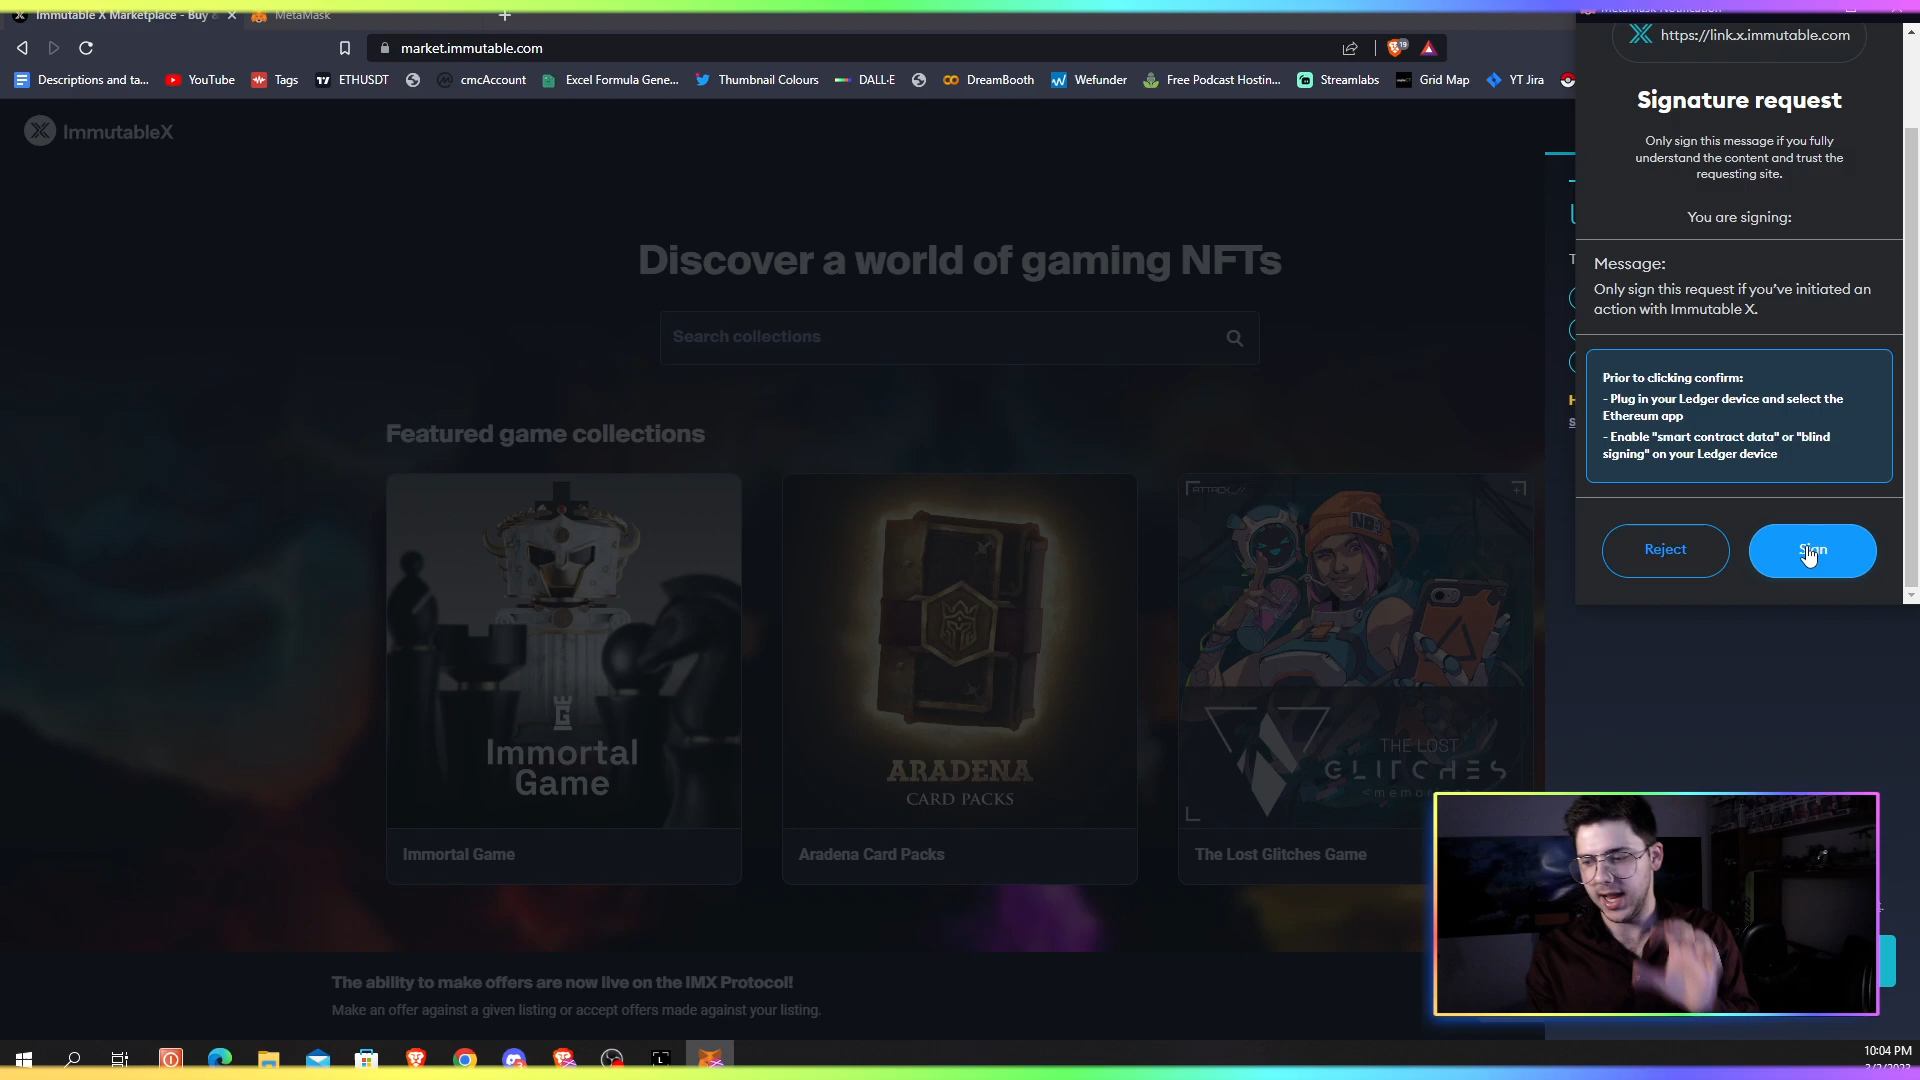 Immutable X Marketplace - Buy &
MetaMask
MetaMask Notification
market.immutable.com
19
Descriptions and ta...
YouTube
Tags
ETHUSDT
cmcAccount
Excel Formula Gene...
Thumbnail Colours
DALL-E
DreamBooth
Wefunder
Free Podcast Hostin...
Streamlabs
Grid Map
YT Jira
ImmutableX
Discover a world of gaming NFTs
Search collections
Featured game collections
Immortal
Game
ARADENA
CARD PACKS
ATTACK //
THE LOST
GLITCHES
Immortal Game
Aradena Card Packs
The Lost Glitches Game
The ability to make offers are now live on the IMX Protocol!
Make an offer against a given listing or accept offers made against your listing.
https://link.x.immutable.com
Signature request
Only sign this message if you fully
understand the content and trust the
requesting site.
You are signing:
Message:
Only sign this request if you've initiated an
action with Immutable X.
Prior to clicking confirm:
- Plug in your Ledger device and select the
Ethereum app
- Enable "smart contract data" or "blind
signing" on your Ledger device
Reject
Sign
10:04 PM